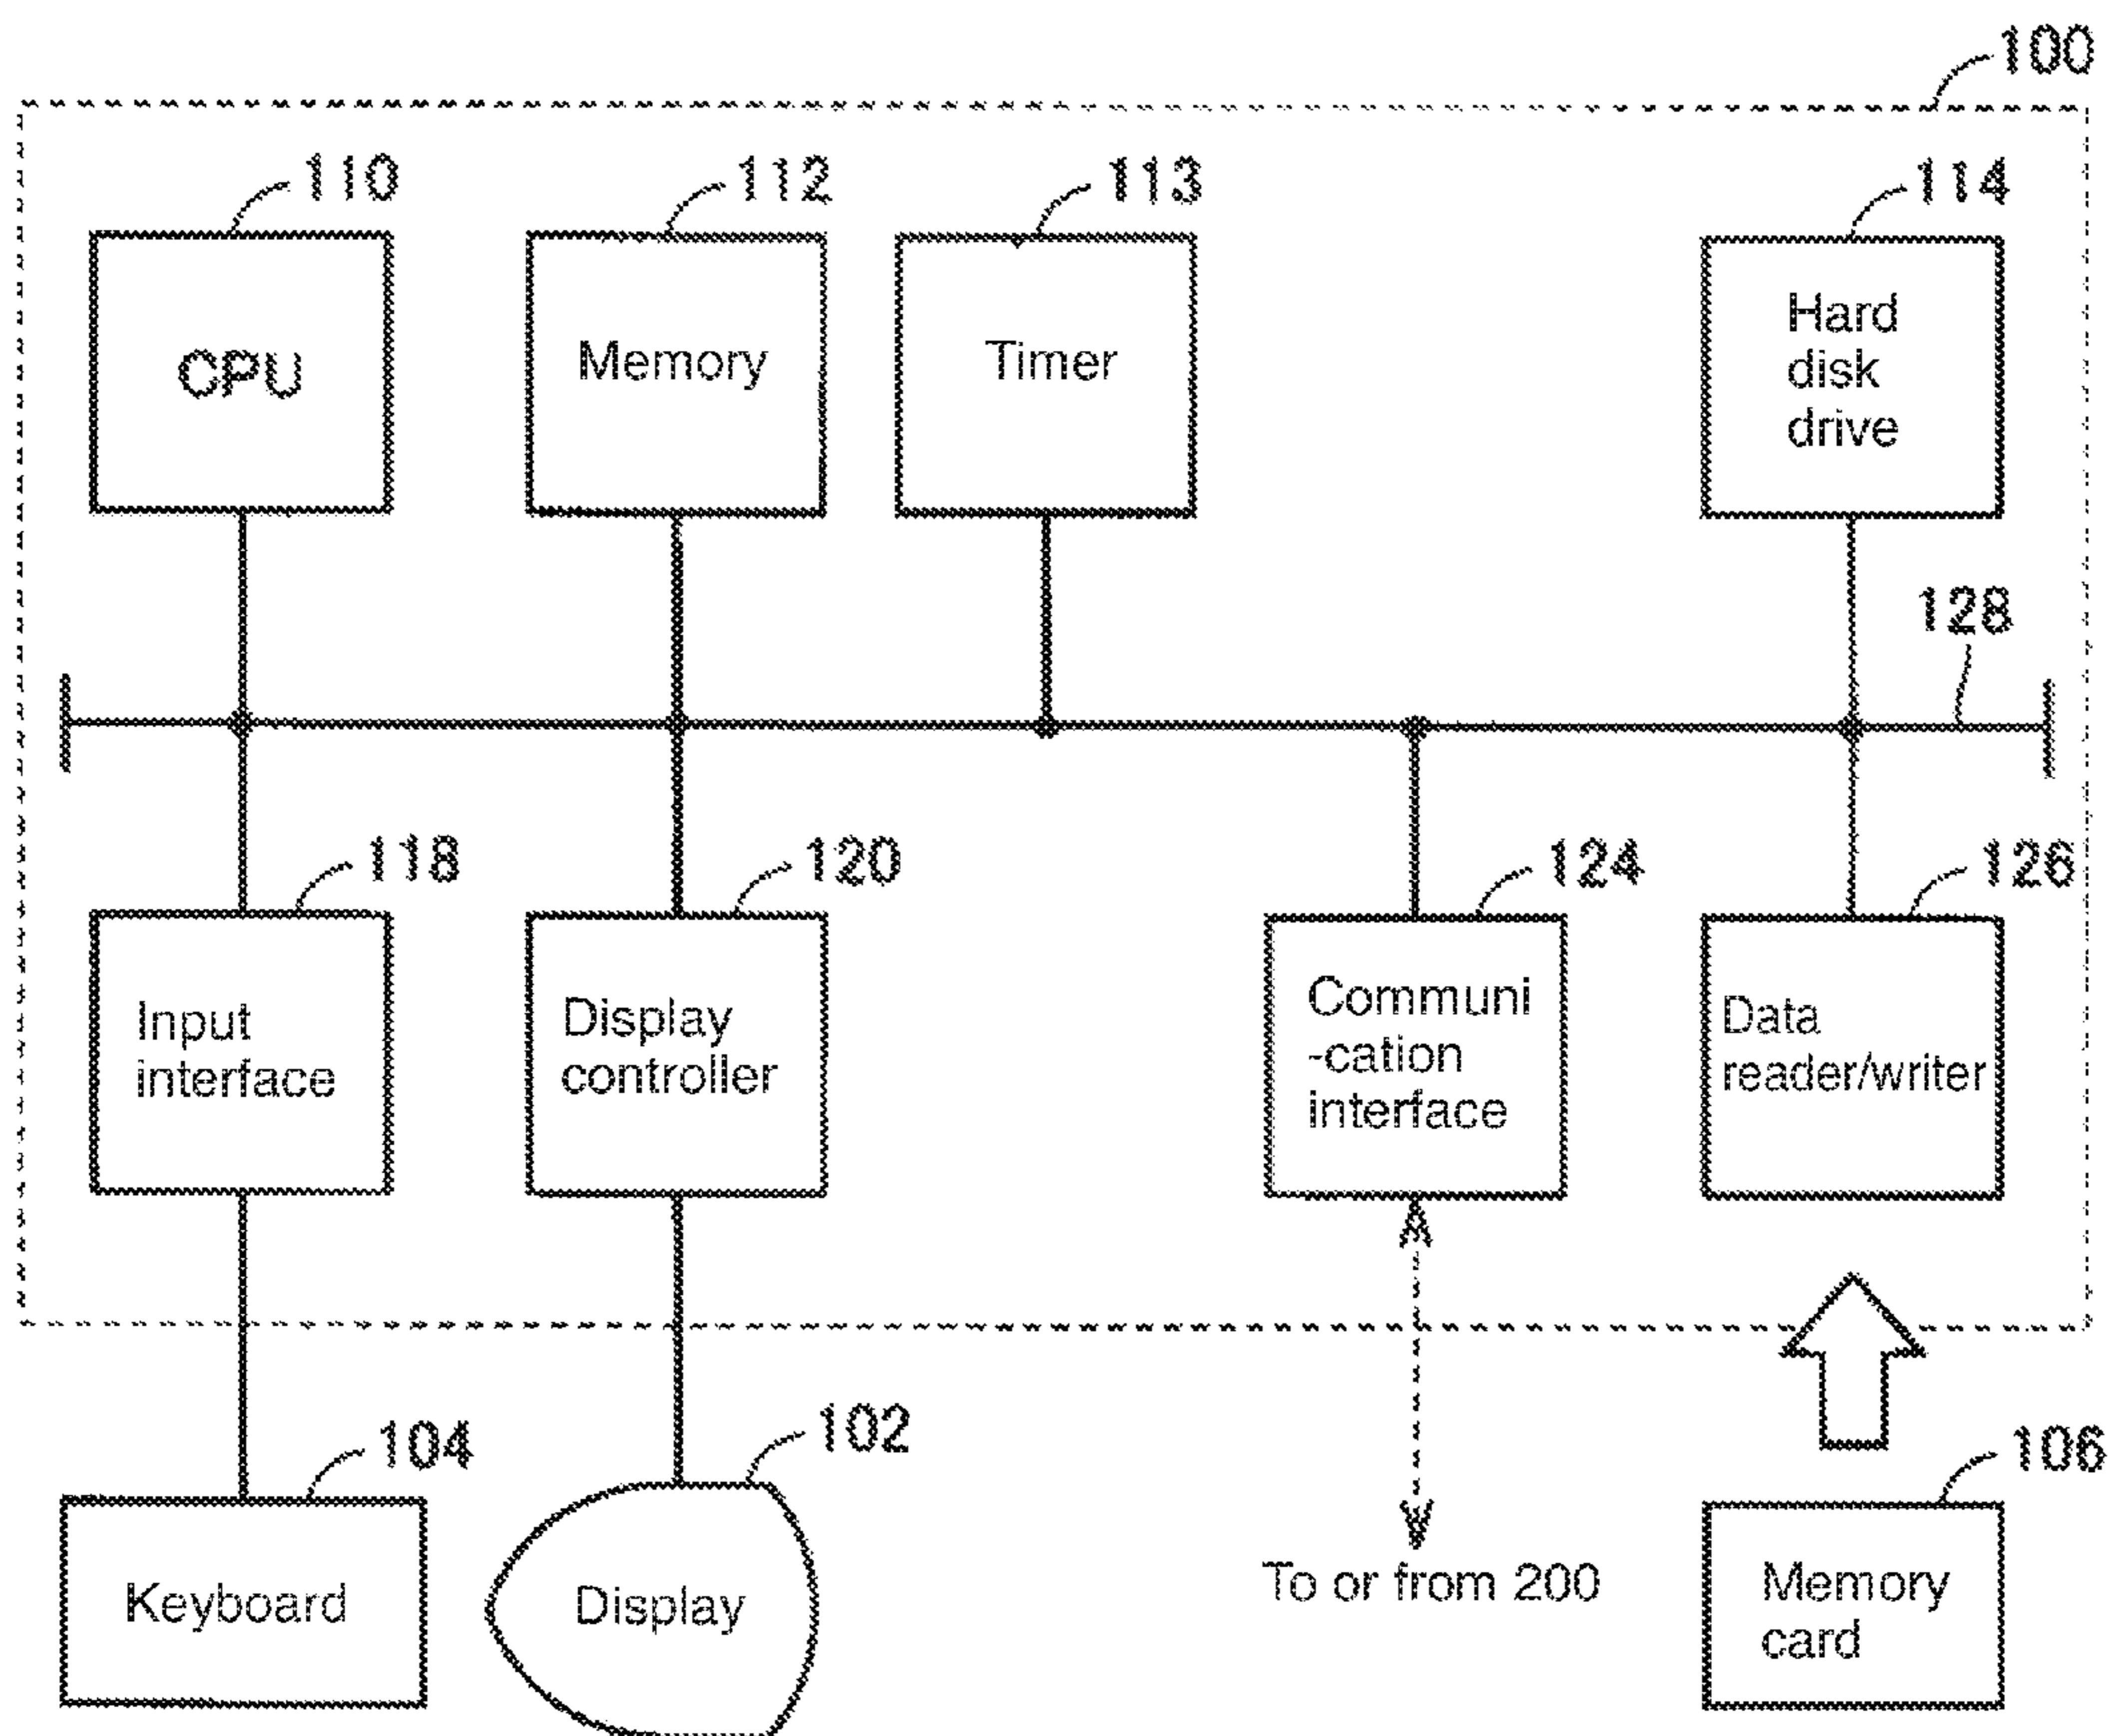 100
110
112
113
114
CPU
Memory
Timer
Hard
disk
drive
128
118
120
124
126
Input
interface
Display
controller
Communi
-cation
interface
Data
reader/writer
104
102
106
Keyboard
Display
To or from 200
Memory
card